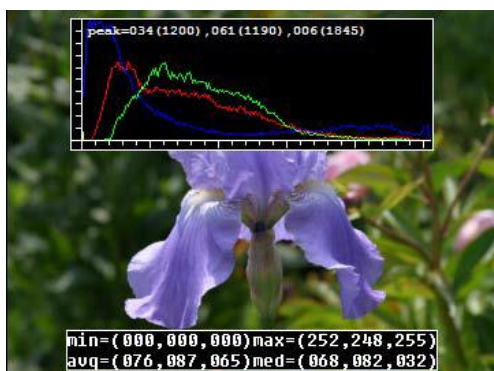 peak=034(1200),061(1190),006(1845)
min=(000,000,000)max=(252,248,255)
avg=(076,087,065)med=(068,082,032)